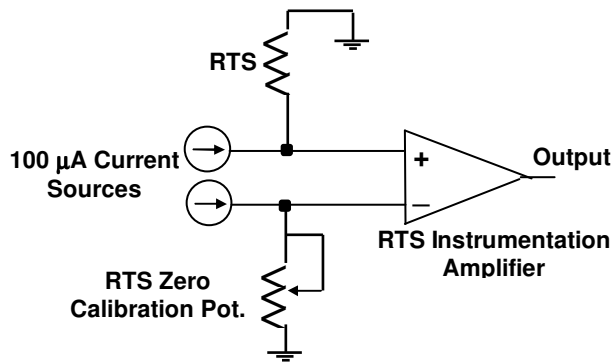 RTS
100 μA Current
Sources
+
Output
−
RTS Instrumentation
Amplifier
RTS Zero
Calibration Pot.